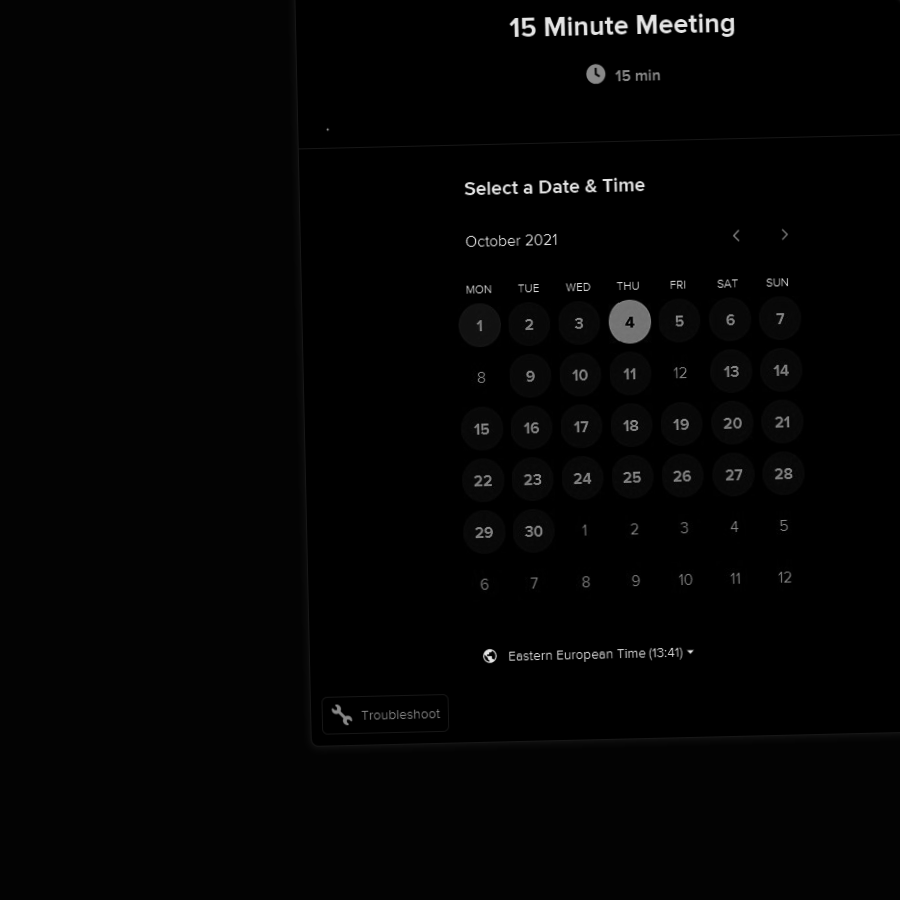 15 Minute Meeting
15 min
Select a Date & Time
October 2021
MON TUE WED THU FRI SAT SUN
1 2 3 4 5 6 7
8 9 10 11 12 13 14
15 16 17 18 19 20 21
22 23 24 25 26 27 28
29 30 1 2 3 4 5
6 7 8 9 10 11 12
Eastern European Time (13:41)
Troubleshoot